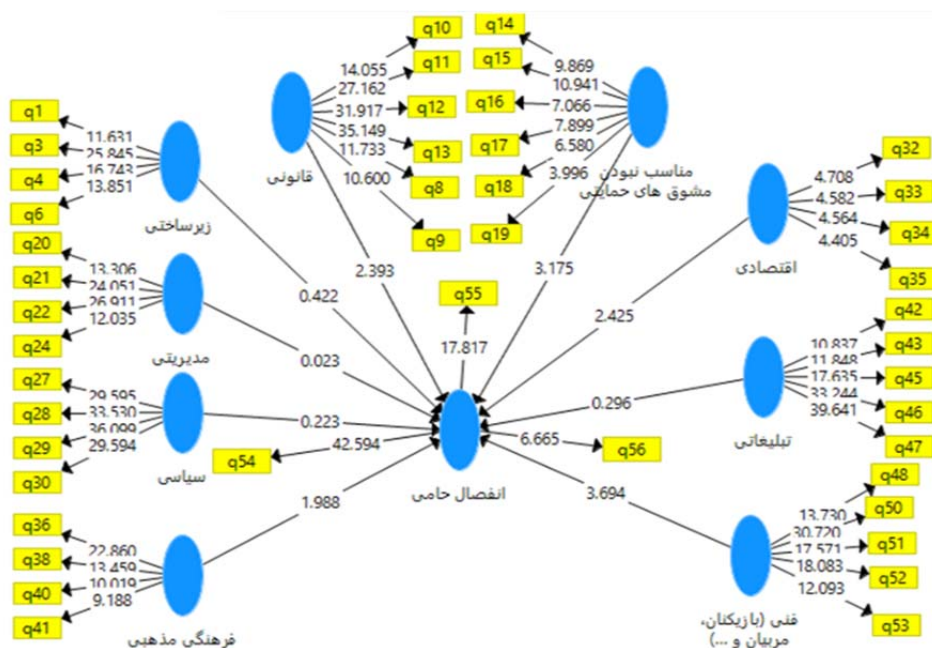 q10
q11
14.055
27.162
q12
31.917
35.149
q13
11.733
q8
10.600
q9
قانونی
q14
q15
9.869
10.941
q16
7.066
7.899
q17
6.580
q18
3.996
q19
مناسب نبودن
مشوق های حمایتی
q1
11.631
q3
25.845
q4
16.743
13.851
q6
زیرساختی
q32
4.708
q33
4.582
4.564
q34
4.405
q35
اقتصادی
q20
13.306
q21
24.051
q22
26.911
12.035
q24
مدیریتی
2.393
3.175
0.422
2.425
q55
17.817
0.023
q42
10.837
q43
11.848
q45
17.635
33.244
q46
39.641
q47
تبلیغاتی
0.296
q27
29.595
q28
33.530
q29
36.099
29.594
q30
سیاسی
0.223
q54
42.594
6.665
q56
انفصال حامی
1.988
3.694
q36
22.860
q38
13.459
q40
10.019
9.188
q41
فرهنگی مذهبی
q48
13.730
q50
30.720
q51
17.571
18.083
q52
12.093
q53
فنی (بازیکنان،
مربیان و ...)